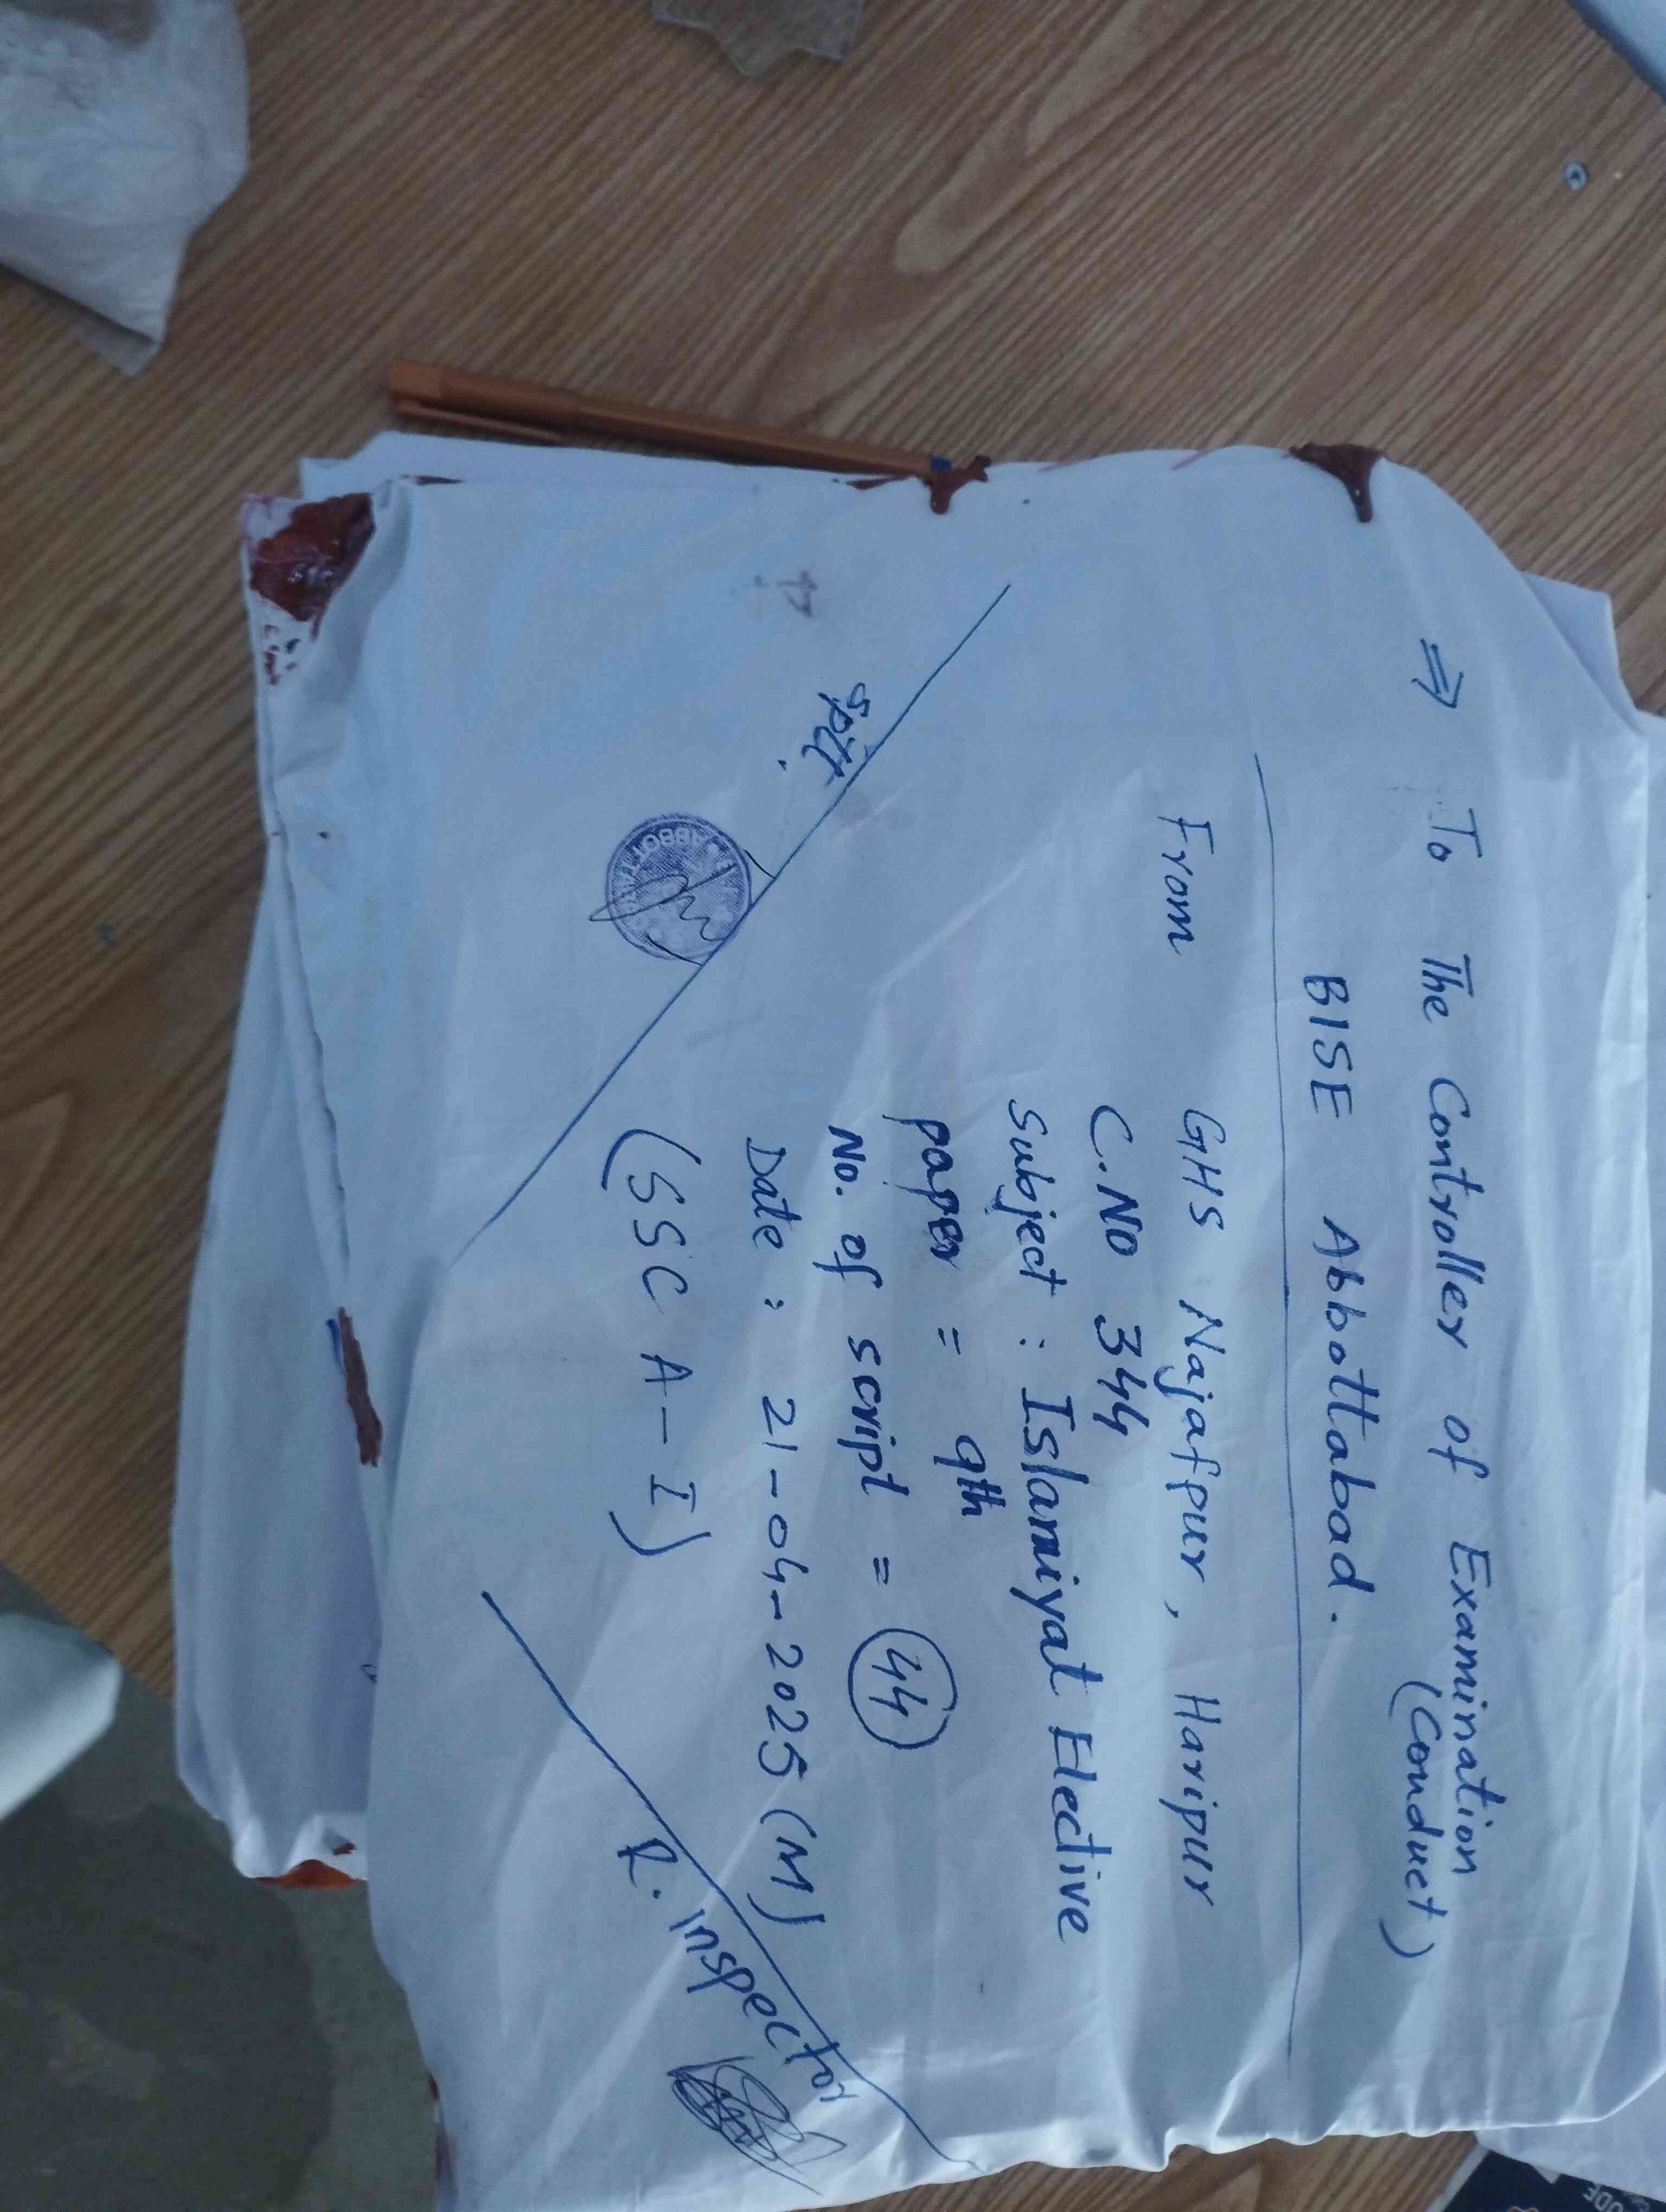 ⇒ To The Controller of Examination
(Conduct)
BISE Abbottabad.
From GHS Najafpur, Haripur
C.No 344
Subject : Islamiyat Elective
paper = 9th
No. of script = 44
Date : 21-04-2025 (M)
(SSC A-I)
Sptt.
R. Inspector